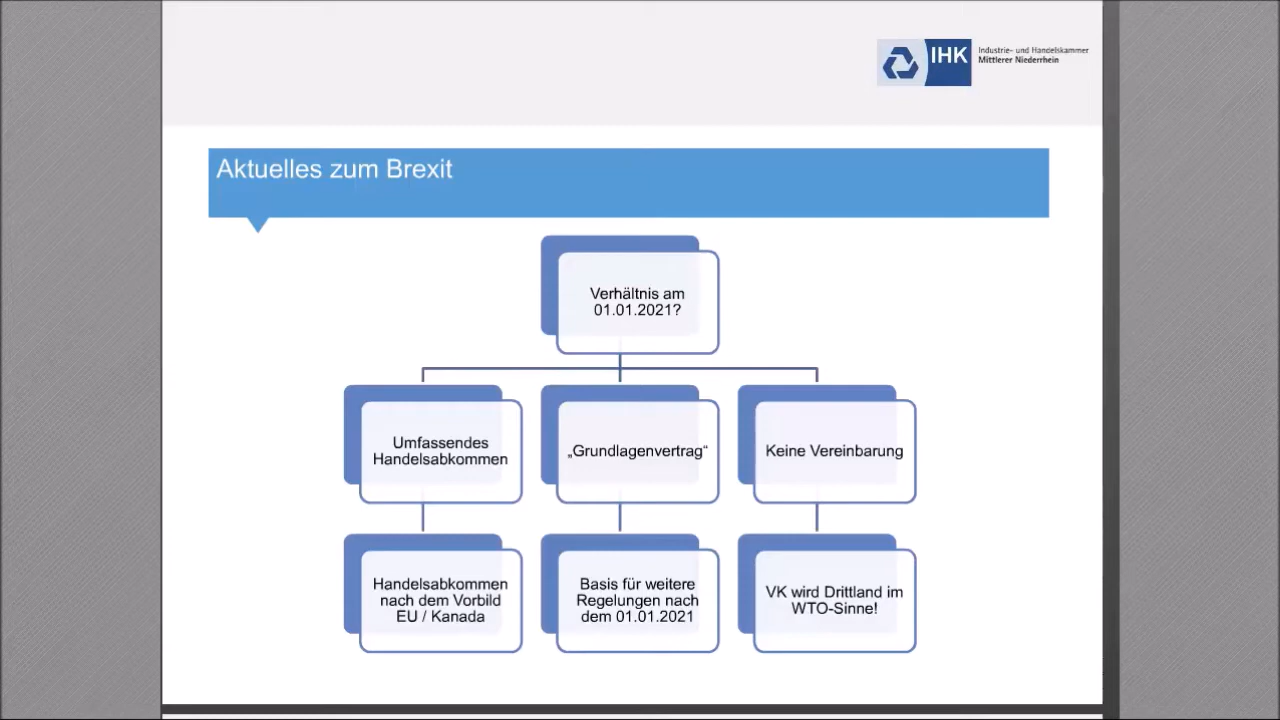 IHK
Industrie- und Handelskammer
Mittlerer Niederrhein
Aktuelles zum Brexit
Verhältnis am
01.01.2021?
Umfassendes
Handelsabkommen
„Grundlagenvertrag“
Keine Vereinbarung
Handelsabkommen
nach dem Vorbild
EU / Kanada
Basis für weitere
Regelungen nach
dem 01.01.2021
VK wird Drittland im
WTO-Sinne!